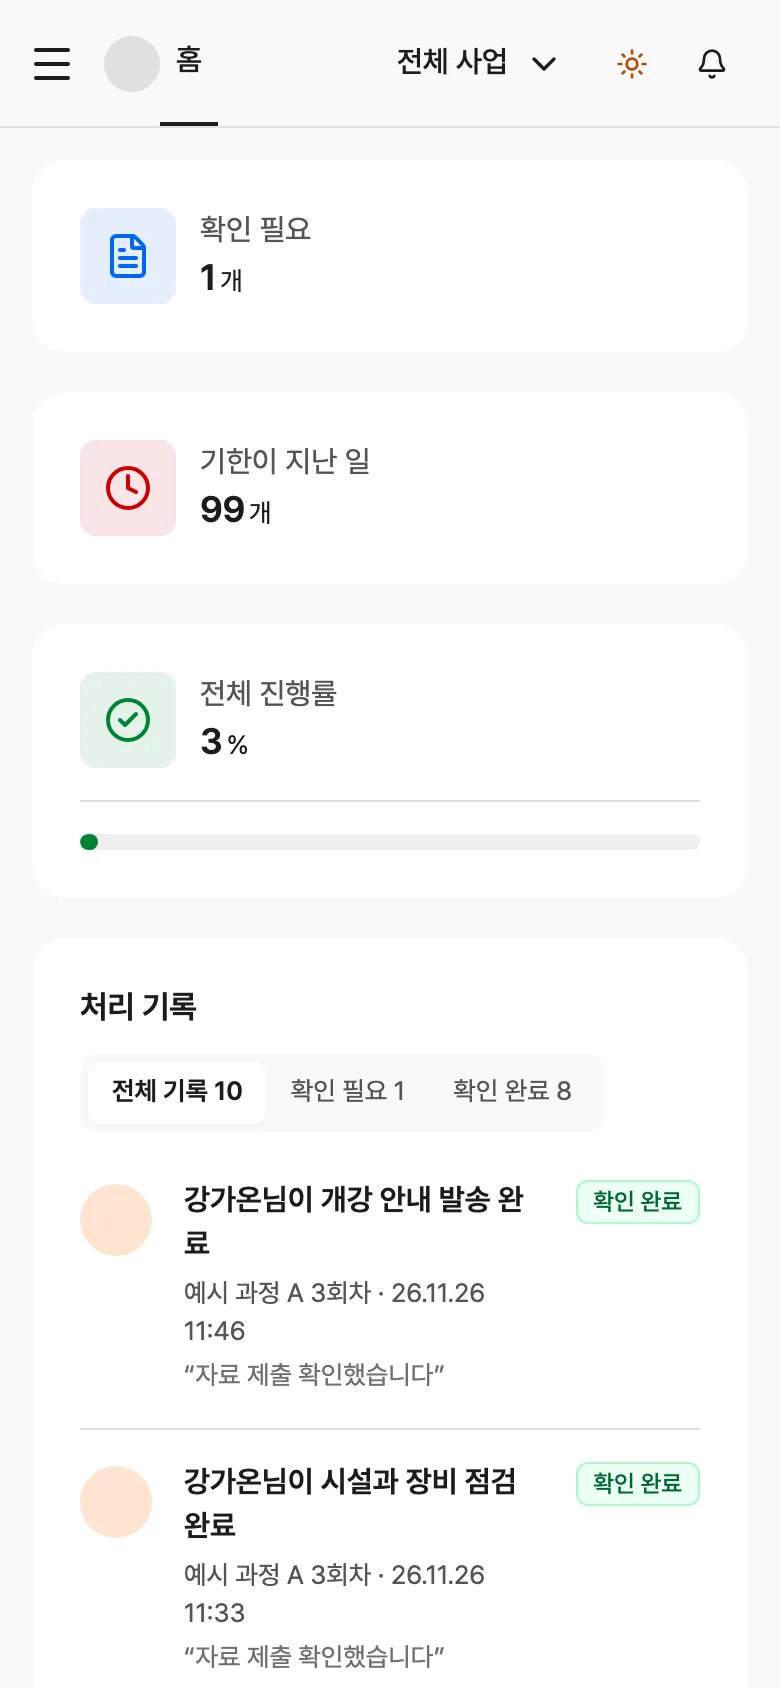 홈
전체 사업
확인 필요
1개
기한이 지난 일
99개
전체 진행률
3%
처리 기록
전체 기록 10
확인 필요 1
확인 완료 8
강가온님이 개강 안내 발송 완
료
확인 완료
예시 과정 A 3회차 · 26.11.26
11:46
“자료 제출 확인했습니다”
강가온님이 시설과 장비 점검
완료
확인 완료
예시 과정 A 3회차 · 26.11.26
11:33
“자료 제출 확인했습니다”